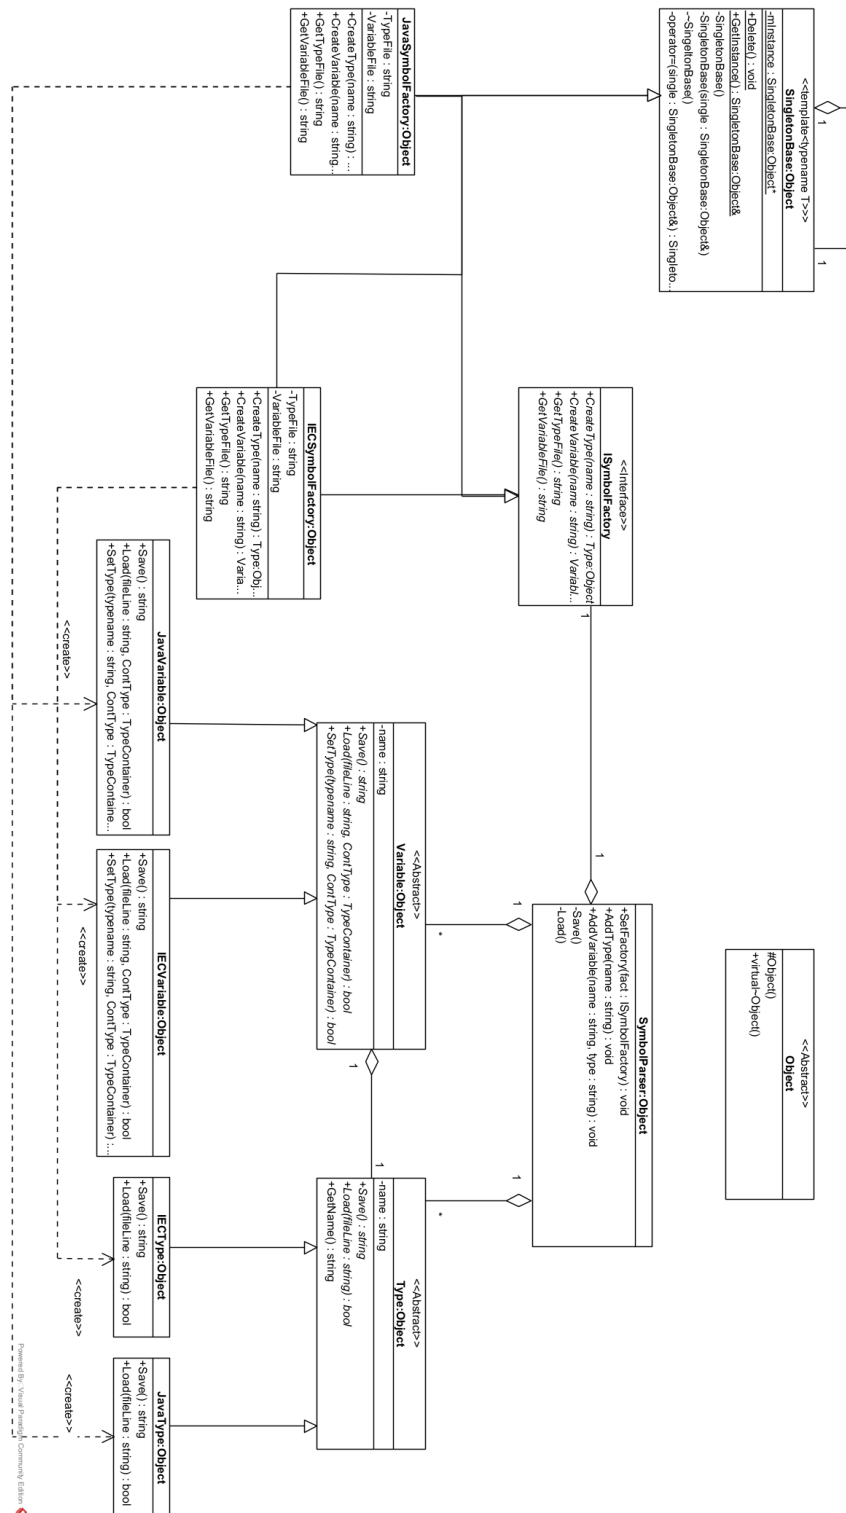 <<template<typename T>>>
SingletonBase:Object
-mInstance : SingletonBase:Object*
+Delete() : void
+GetInstance() : SingletonBase:Object&
-SingletonBase()
-SingletonBase(single : SingletonBase:Object&)
-~SingeltonBase()
-operator=(single : SingletonBase:Object&) : Singleto...
1
1
JavaSymbolFactory:Object
-TypeFile : string
-VariableFile : string
+CreateType(name : string) : ...
+CreateVariable(name : string...
+GetTypeFile() : string
+GetVariableFile() : string
<<Interface>>
ISymbolFactory
+CreateType(name : string) : Type:Object
+CreateVariable(name : string) : Variabl...
+GetTypeFile() : string
+GetVariableFile() : string
1
IECSymbolFactory:Object
-TypeFile : string
-VariableFile : string
+CreateType(name : string) : Type:Obj...
+CreateVariable(name : string) : Varia...
+GetTypeFile() : string
+GetVariableFile() : string
<<Abstract>>
Object
#Object()
+virtual~Object()
1
SymbolParser:Object
+SetFactory(fact : ISymbolFactory) : void
+AddType(name : string) : void
+AddVariable(name : string, type : string) : void
-Save()
-Load()
1
*
1
*
<<Abstract>>
Variable:Object
-name : string
+Save() : string
+Load(fileLine : string, ContType : TypeContainer) : bool
+SetType(typename : string, ContType : TypeContainer) : bool
1
1
<<Abstract>>
Type:Object
-name : string
+Save() : string
+Load(fileLine : string) : bool
+GetName() : string
JavaVariable:Object
+Save() : string
+Load(fileLine : string, ContType : TypeContainer) : bool
+SetType(typename : string, ContType : TypeContaine...
<<create>>
IECVariable:Object
+Save() : string
+Load(fileLine : string, ContType : TypeContainer) : bool
+SetType(typename : string, ContType : TypeContainer) :...
<<create>>
IECType:Object
+Save() : string
+Load(fileLine : string) : bool
<<create>>
JavaType:Object
+Save() : string
+Load(fileLine : string) : bool
<<create>>
Powered By: Visual Paradigm Community Edition